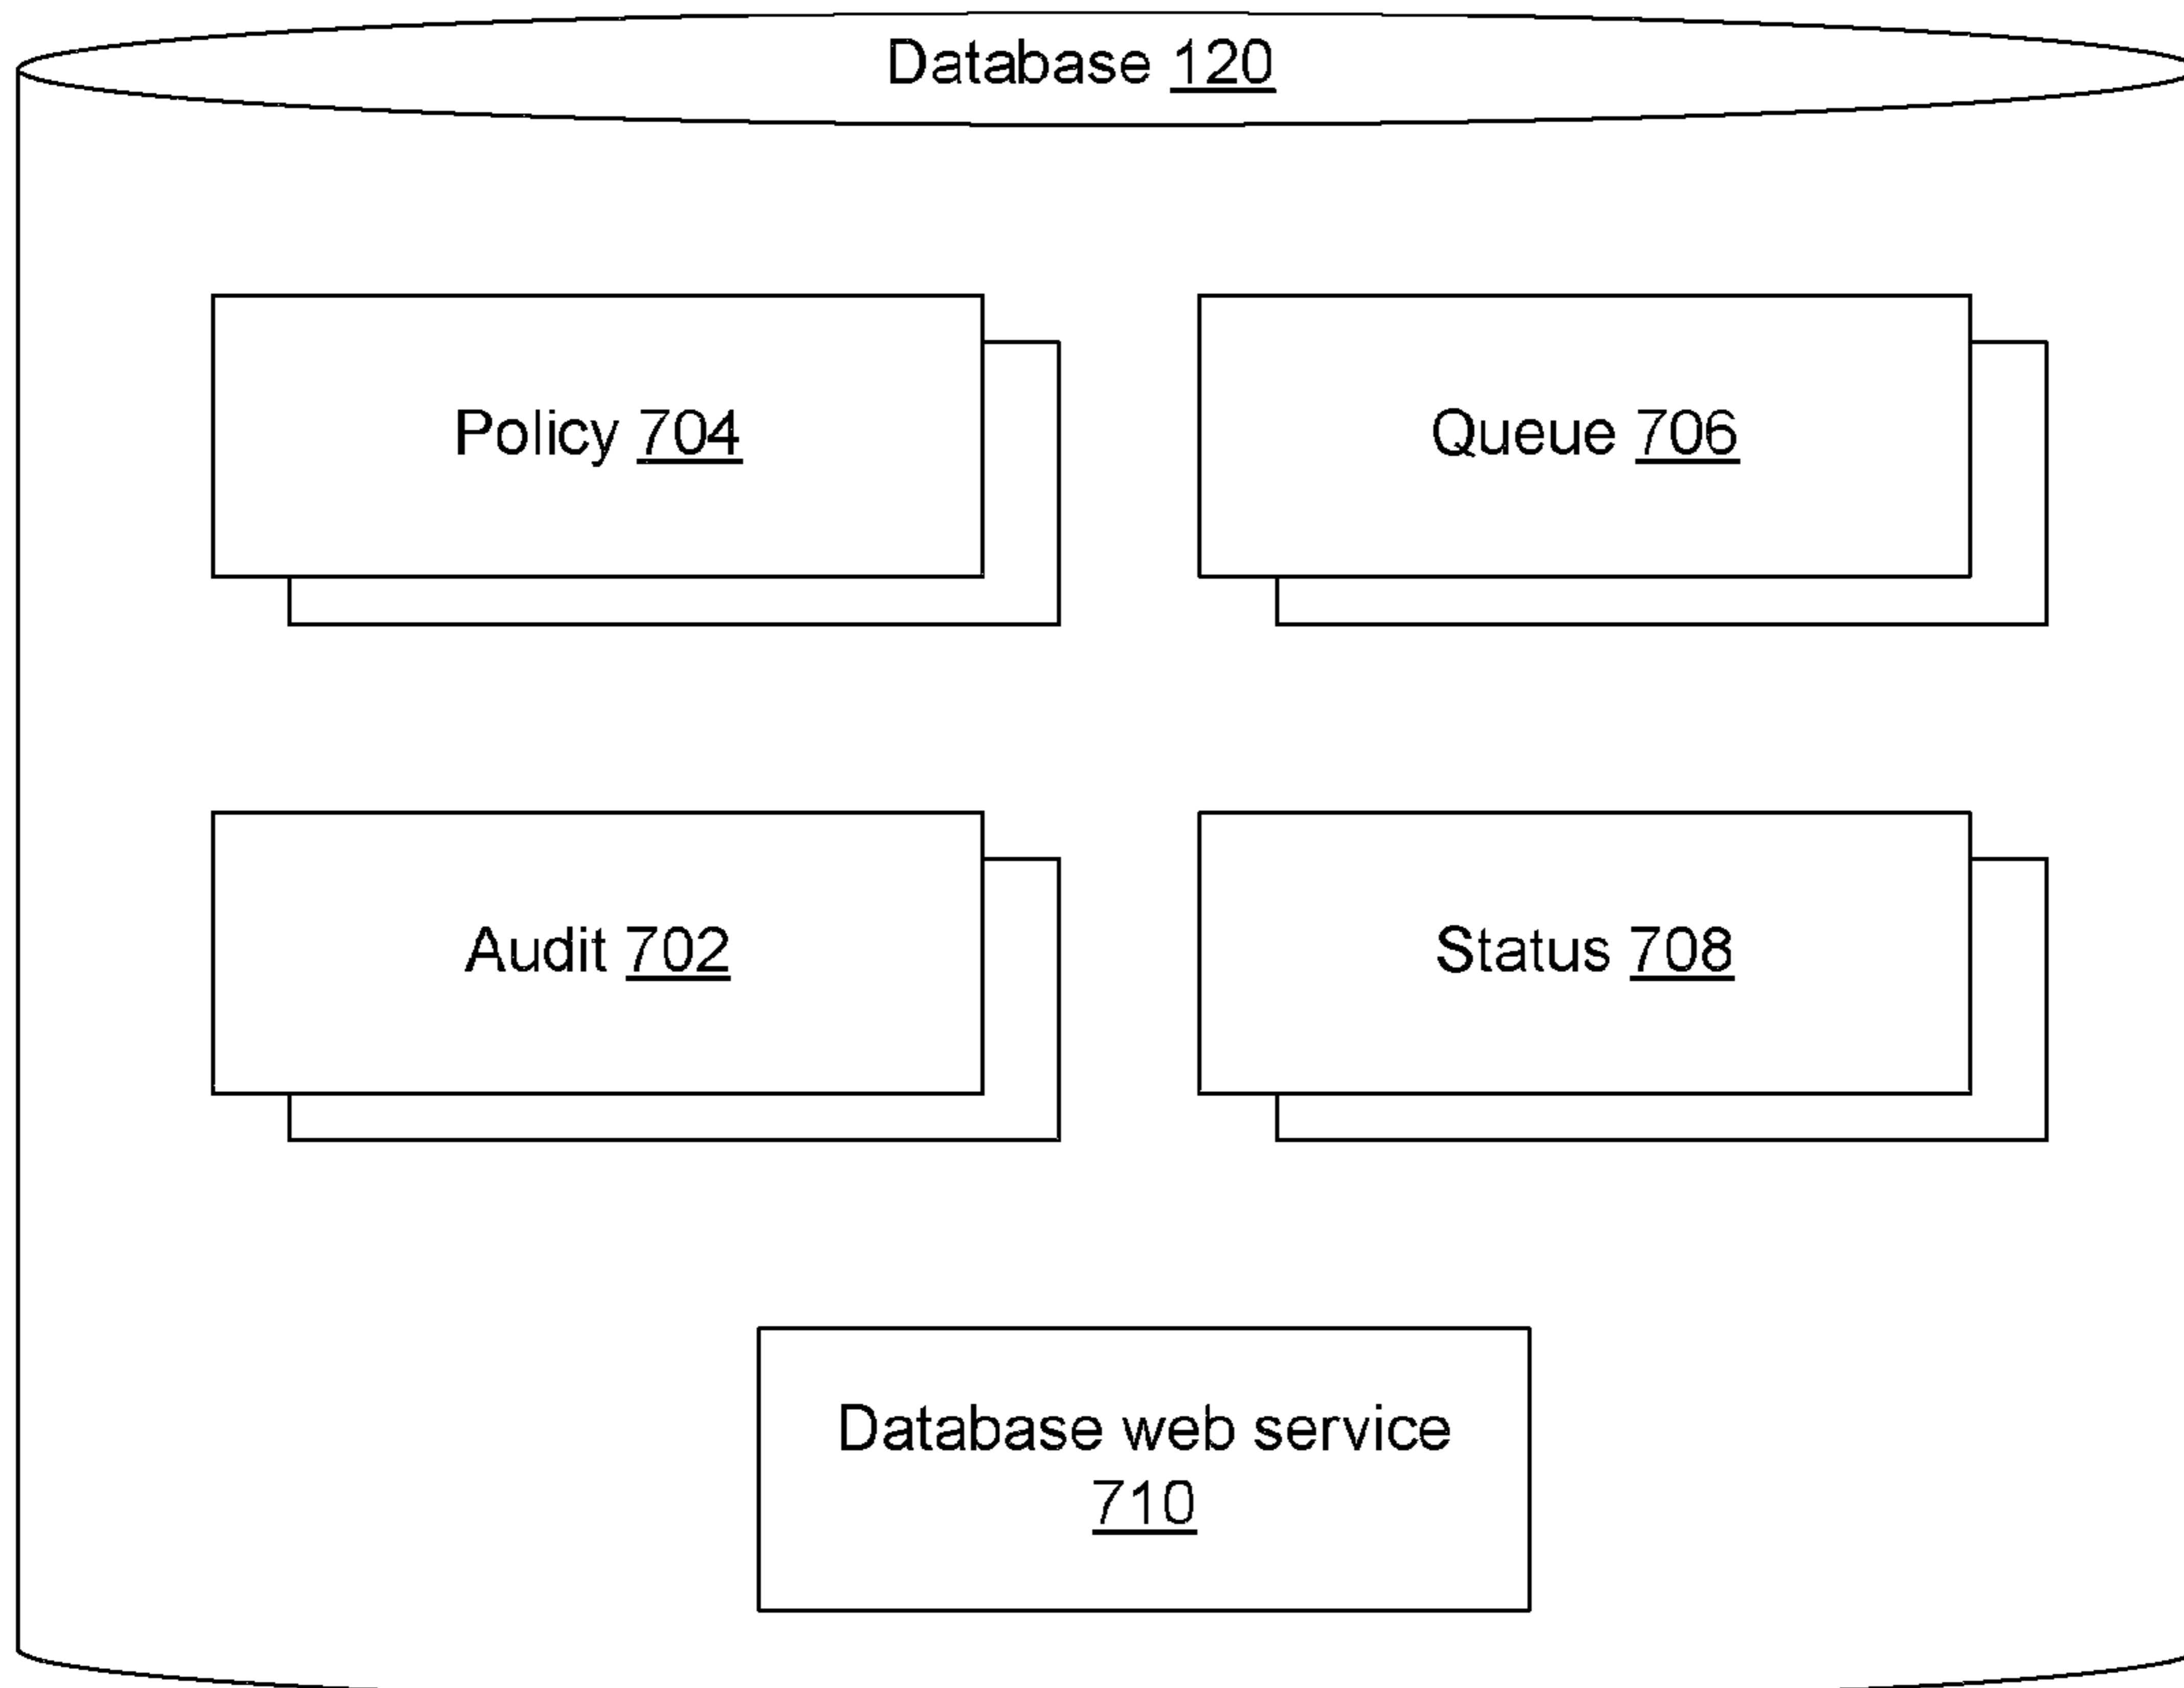 Database 120
Policy 704
Queue 706
Audit 702
Status 708
Database web service
710